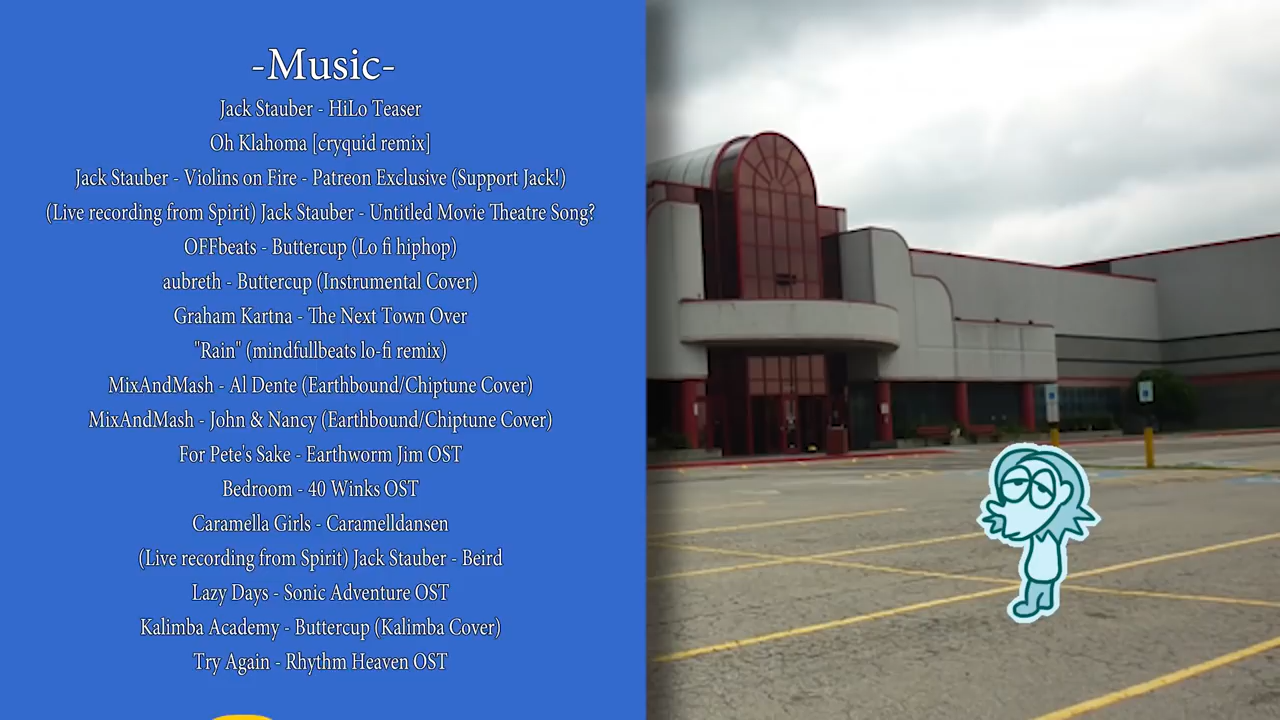 -Music-
Jack Stauber - HiLo Teaser
Oh Klahoma [cryquid remix]
Jack Stauber - Violins on Fire - Patreon Exclusive (Support Jack!)
(Live recording from Spirit) Jack Stauber - Untitled Movie Theatre Song?
OFFbeats - Buttercup (Lo fi hiphop)
aubreth - Buttercup (Instrumental Cover)
Graham Kartna - The Next Town Over
"Rain" (mindfullbeats lo-fi remix)
MixAndMash - Al Dente (Earthbound/Chiptune Cover)
MixAndMash - John & Nancy (Earthbound/Chiptune Cover)
For Pete's Sake - Earthworm Jim OST
Bedroom - 40 Winks OST
Caramella Girls - Caramelldansen
(Live recording from Spirit) Jack Stauber - Beird
Lazy Days - Sonic Adventure OST
Kalimba Academy - Buttercup (Kalimba Cover)
Try Again - Rhythm Heaven OST